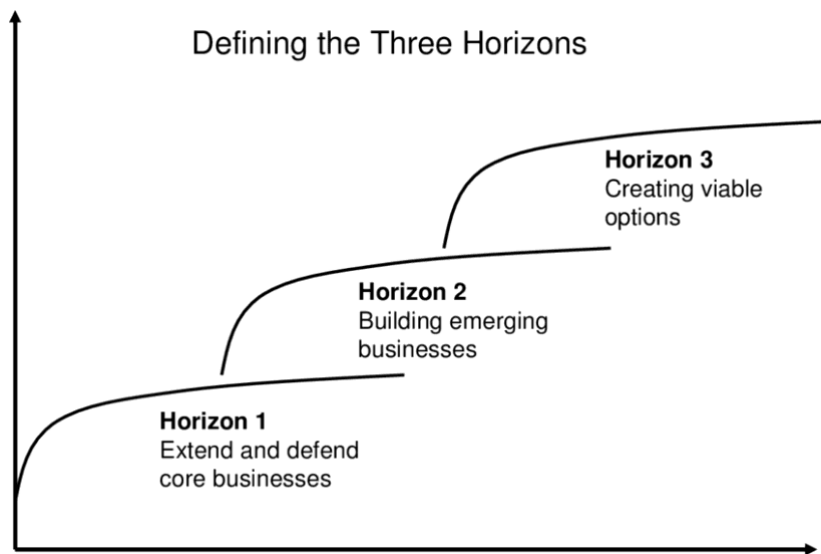 Defining the Three Horizons
Horizon 3
Creating viable
options
Horizon 2
Building emerging
businesses
Horizon 1
Extend and defend
core businesses